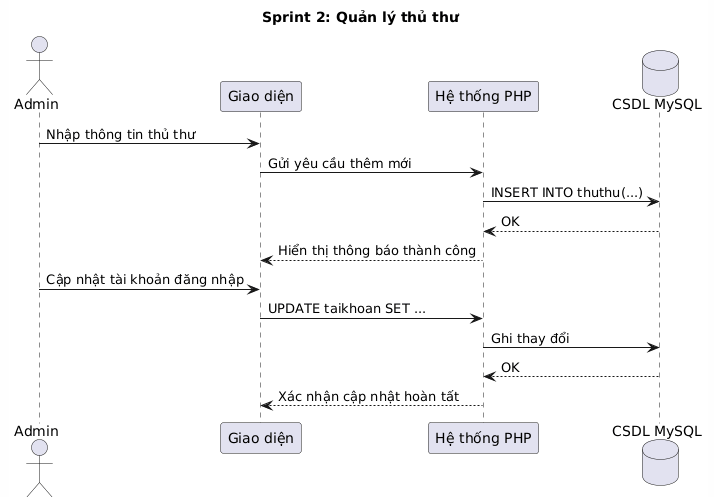 Sprint 2: Quản lý thủ thư
Admin
Giao diện
Hệ thống PHP
CSDL MySQL
Nhập thông tin thủ thư
Gửi yêu cầu thêm mới
INSERT INTO thuthu(...)
OK
Hiển thị thông báo thành công
Cập nhật tài khoản đăng nhập
UPDATE taikhoan SET ...
Ghi thay đổi
OK
Xác nhận cập nhật hoàn tất
Admin
Giao diện
Hệ thống PHP
CSDL MySQL